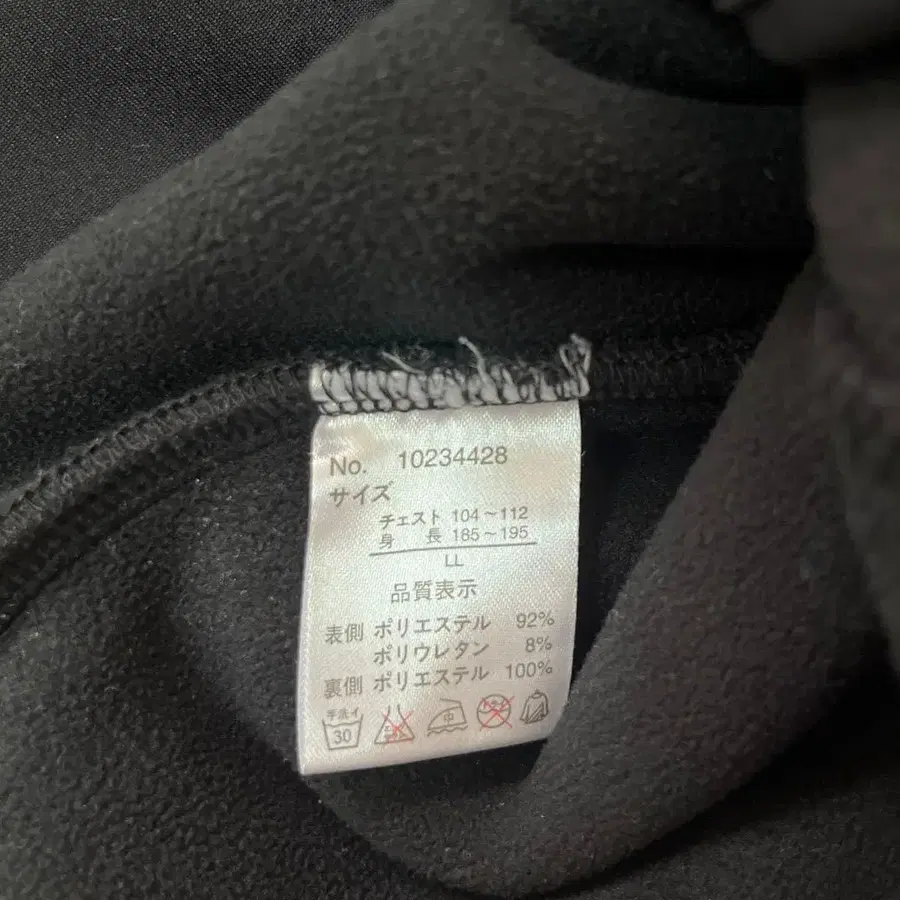 No. 10234428
サイズ
チェスト 104～112
身長 185～195
LL
品質表示
表側 ポリエステル 92%
ポリウレタン 8%
裏側 ポリエステル 100%
手洗イ 30 中